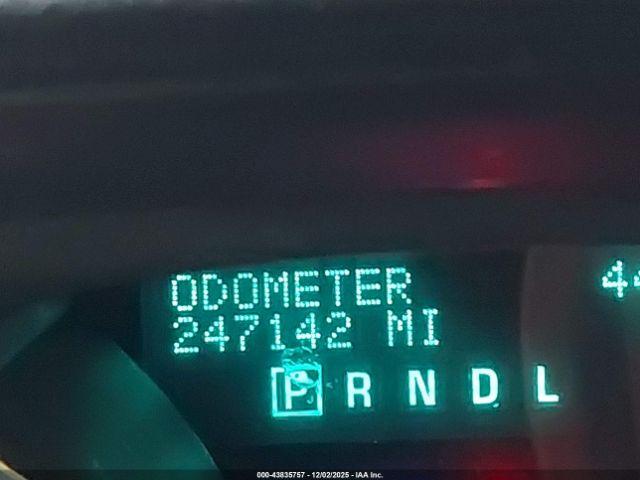 ODOMETER
247142 MI
P R N D L
000-43835757 - 12/02/2025 - IAA Inc.